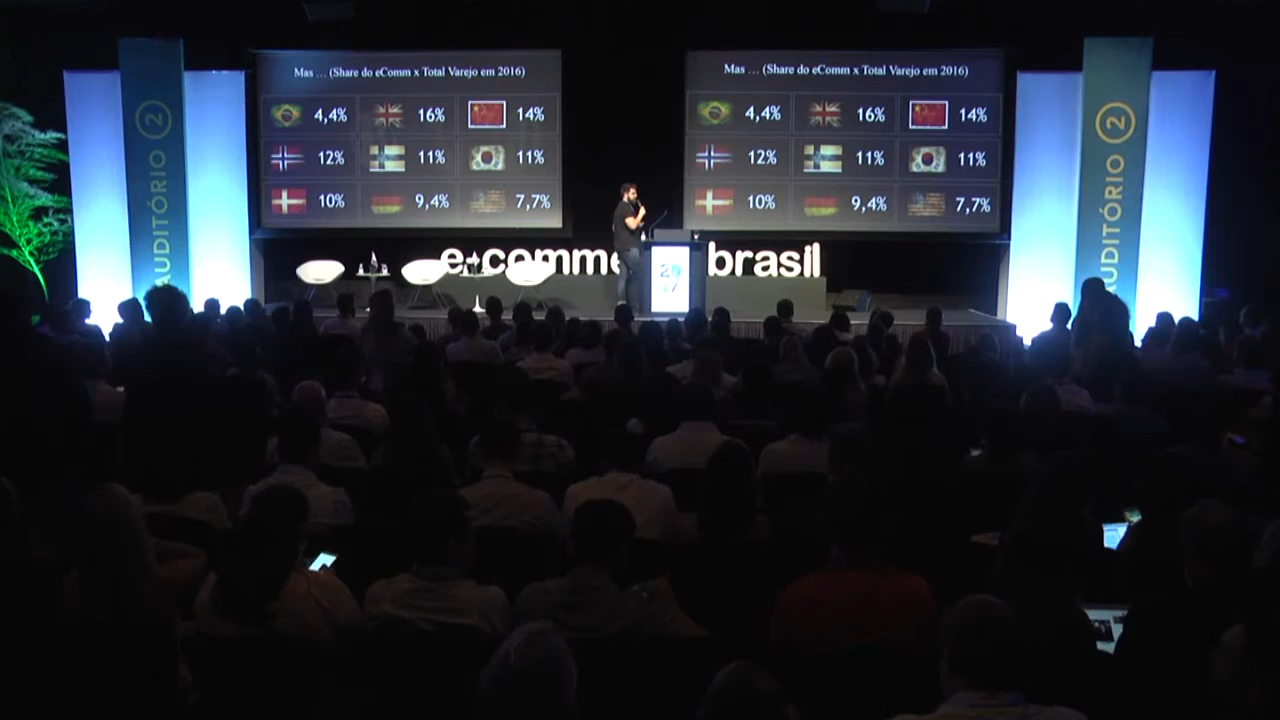 Mas ... (Share do eComm x Total Varejo em 2016)
4,4% 16% 14%
12% 11% 11%
10% 9,4% 7,7%
Mas ... (Share do eComm x Total Varejo em 2016)
4,4% 16% 14%
12% 11% 11%
10% 9,4% 7,7%
AUDITÓRIO 2
AUDITÓRIO 2
e-comme brasil